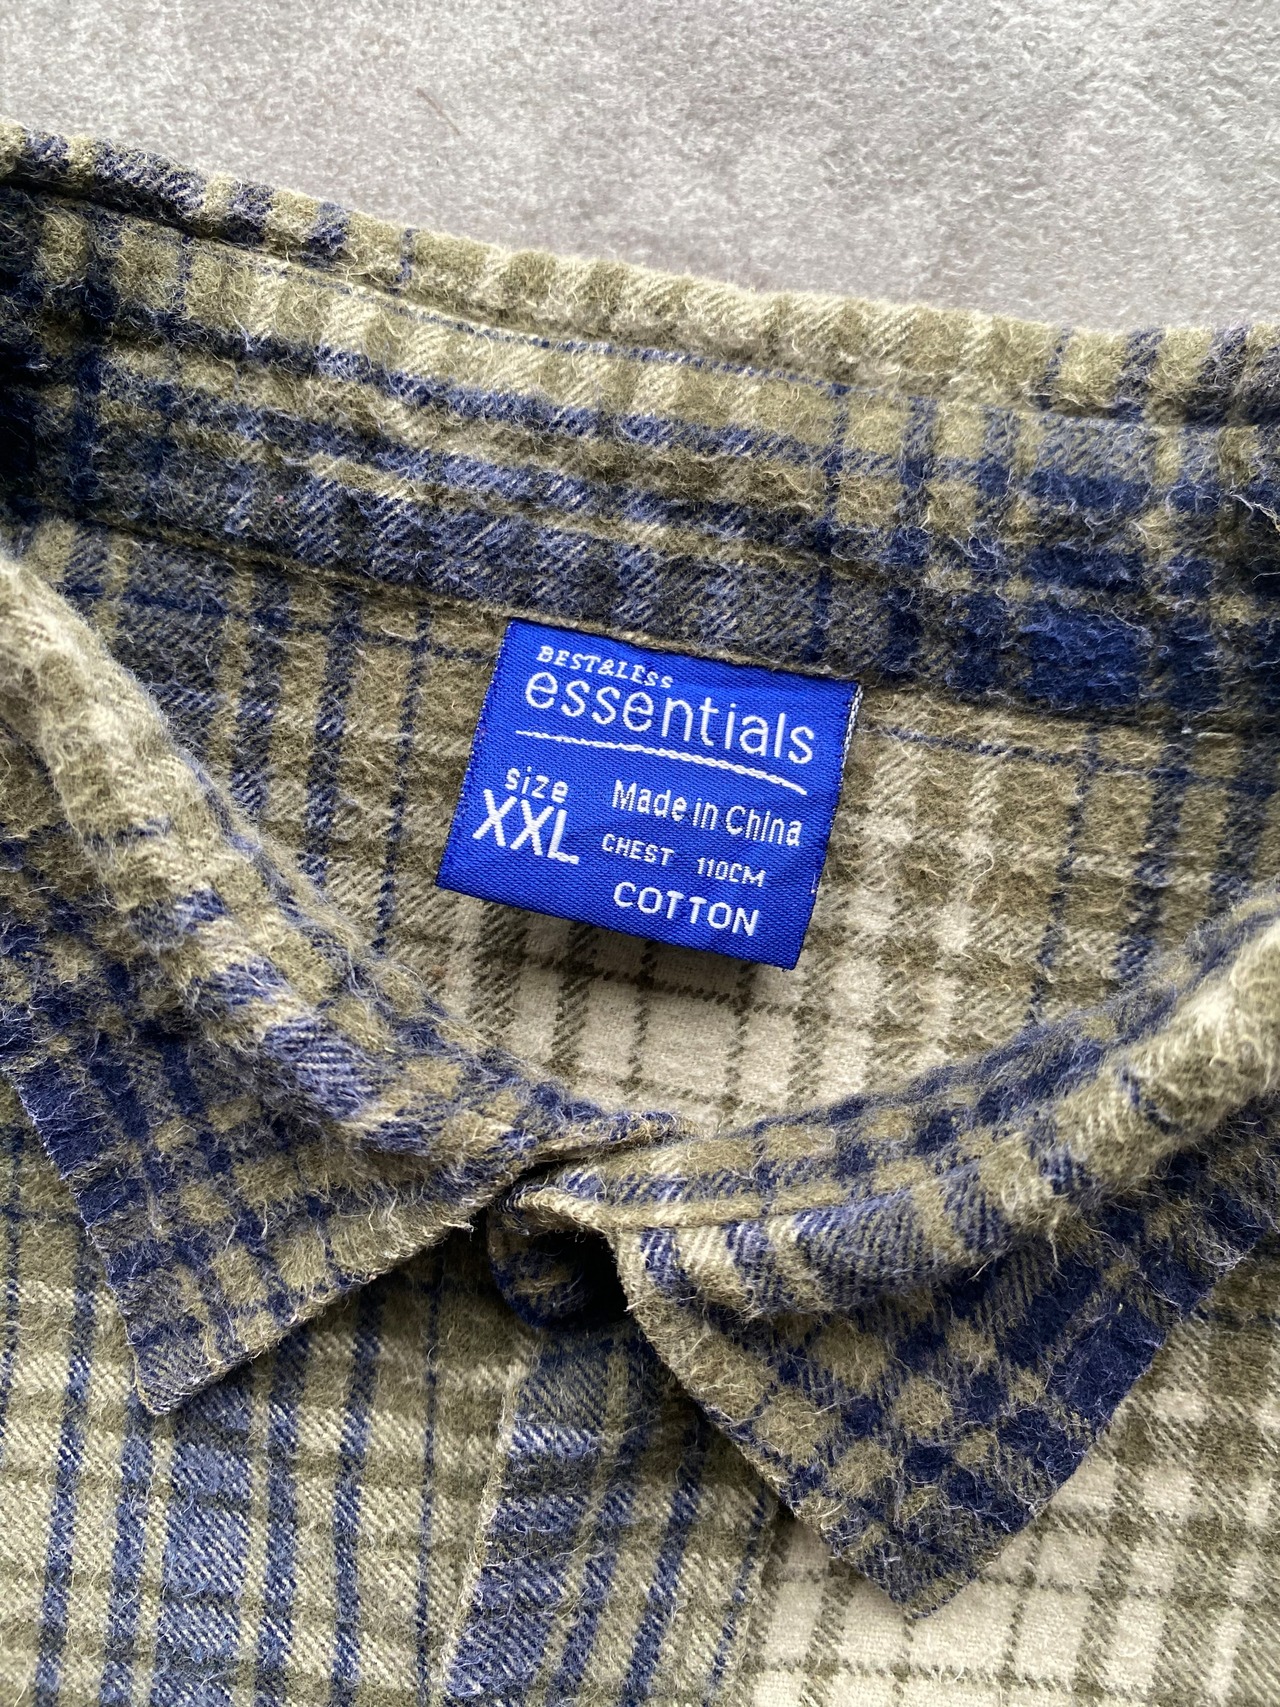 BEST&LESS
essentials
size
XXL
Made in China
CHEST 110CM
COTTON